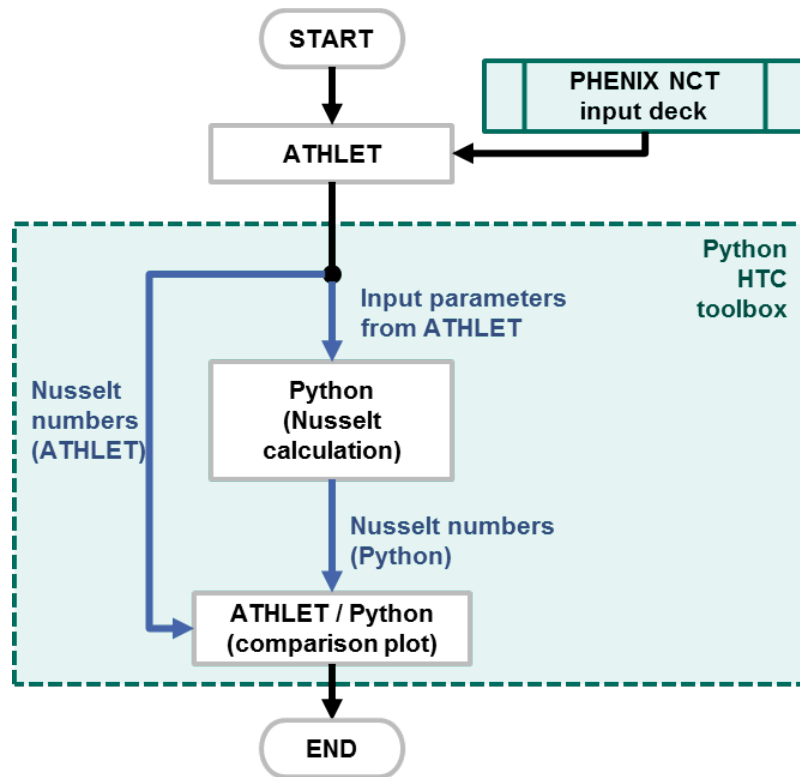 START
PHENIX NCT
input deck
ATHLET
Python
HTC
toolbox
Input parameters
from ATHLET
Nusselt
numbers
(ATHLET)
Python
(Nusselt
calculation)
Nusselt numbers
(Python)
ATHLET / Python
(comparison plot)
END